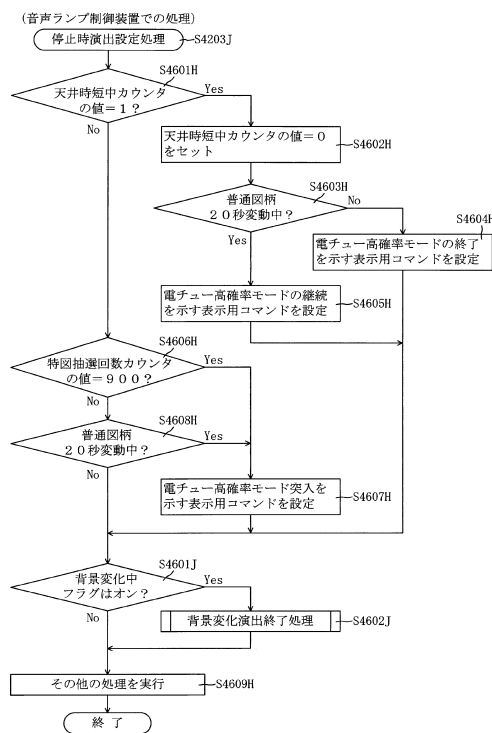 (音声ランプ制御装置での処理)
停止時演出設定処理
S4203J
S4601H
天井時短中カウンタ
の値＝１？
Yes
No
天井時短中カウンタの値＝０
をセット
S4602H
S4603H
普通図柄
２０秒変動中？
No
Yes
S4604H
電チュー高確率モードの終了
を示す表示用コマンドを設定
電チュー高確率モードの継続
を示す表示用コマンドを設定
S4605H
S4606H
特図抽選回数カウンタ
の値＝９００？
Yes
No
S4608H
普通図柄
２０秒変動中？
Yes
No
電チュー高確率モード突入を
示す表示用コマンドを設定
S4607H
S4601J
背景変化中
フラグはオン？
Yes
No
背景変化演出終了処理
S4602J
その他の処理を実行
S4609H
終 了